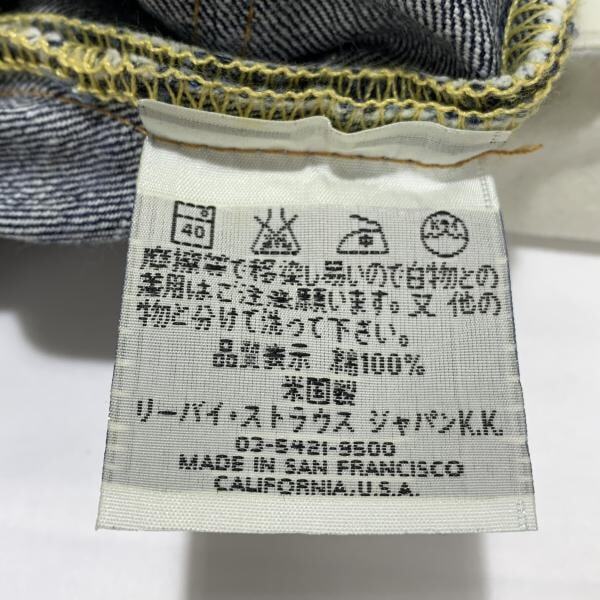 40
摩擦等で移染し易いので白物との
着用はご注意願います。又 他の
物と分けて洗って下さい。
品質表示 綿100%
米国製
リーバイ・ストラウス ジャパンK.K.
03-5421-9500
MADE IN SAN FRANCISCO
CALIFORNIA, U.S.A.